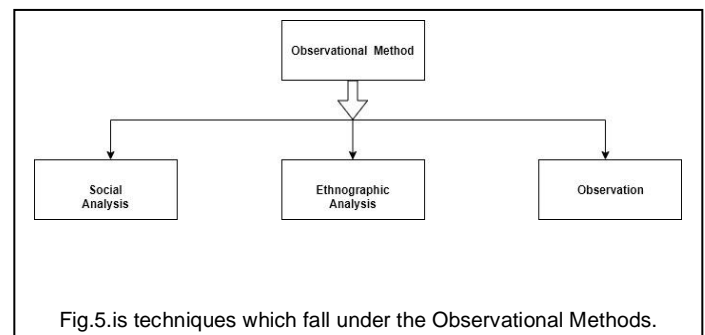 Observational Method
Social
Analysis
Ethnographic
Analysis
Observation
Fig.5.is techniques which fall under the Observational Methods.